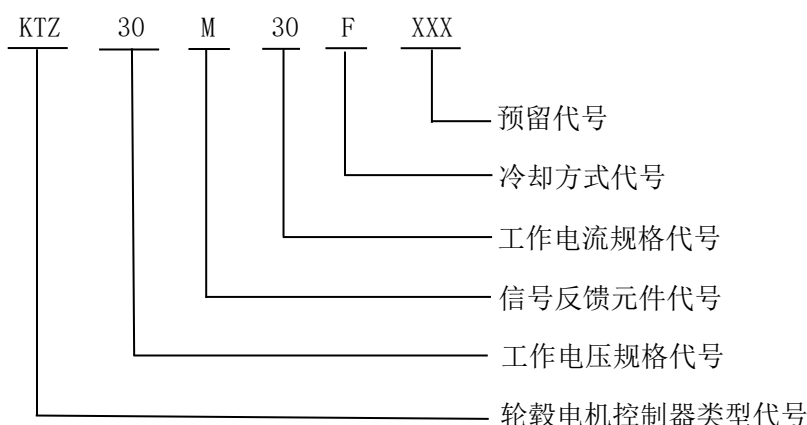 KTZ 30 M 30 F XXX
预留代号
冷却方式代号
工作电流规格代号
信号反馈元件代号
工作电压规格代号
轮毂电机控制器类型代号